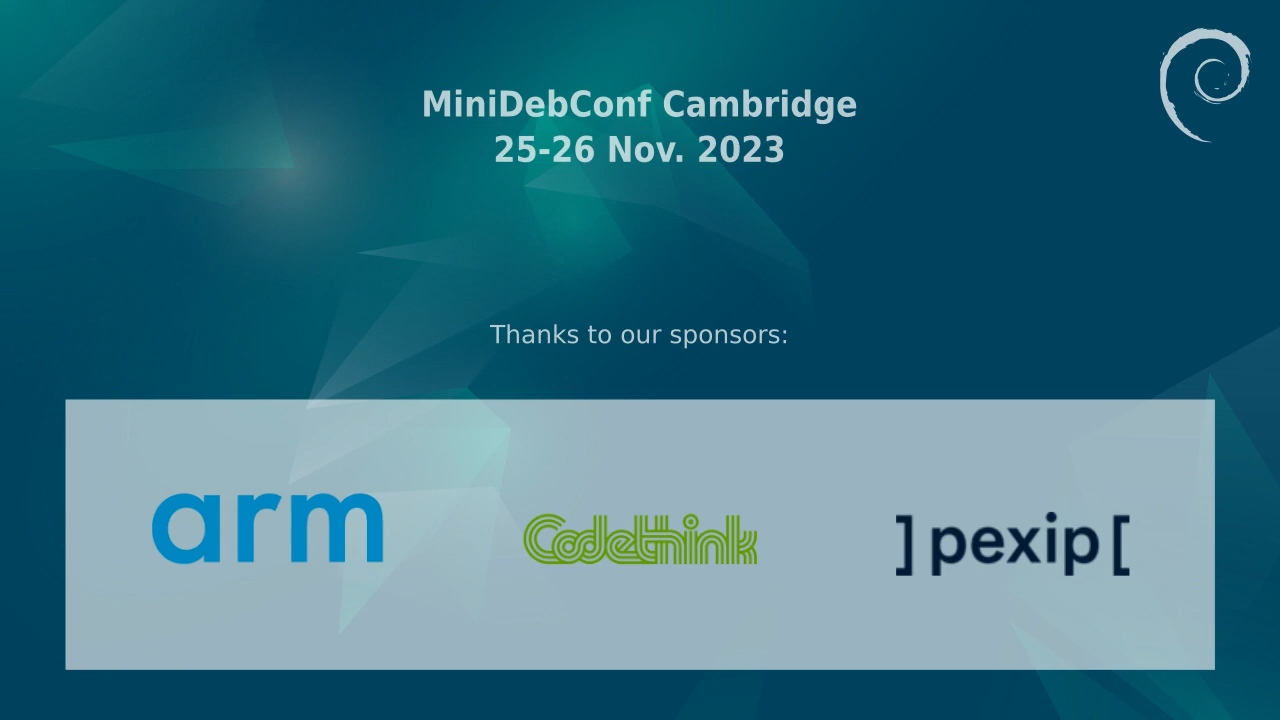 MiniDebConf Cambridge
25-26 Nov. 2023
Thanks to our sponsors:
arm
Codethink
]pexip[